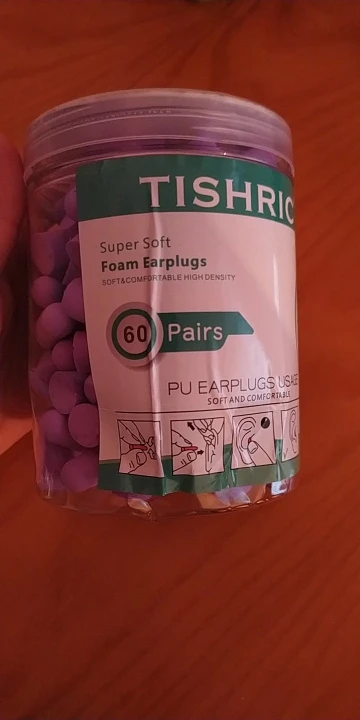 TISHRIC
Super Soft
Foam Earplugs
SOFT&COMFORTABLE HIGH DENSITY
60 Pairs
PU EARPLUGS USAGE
SOFT AND COMFORTABLE